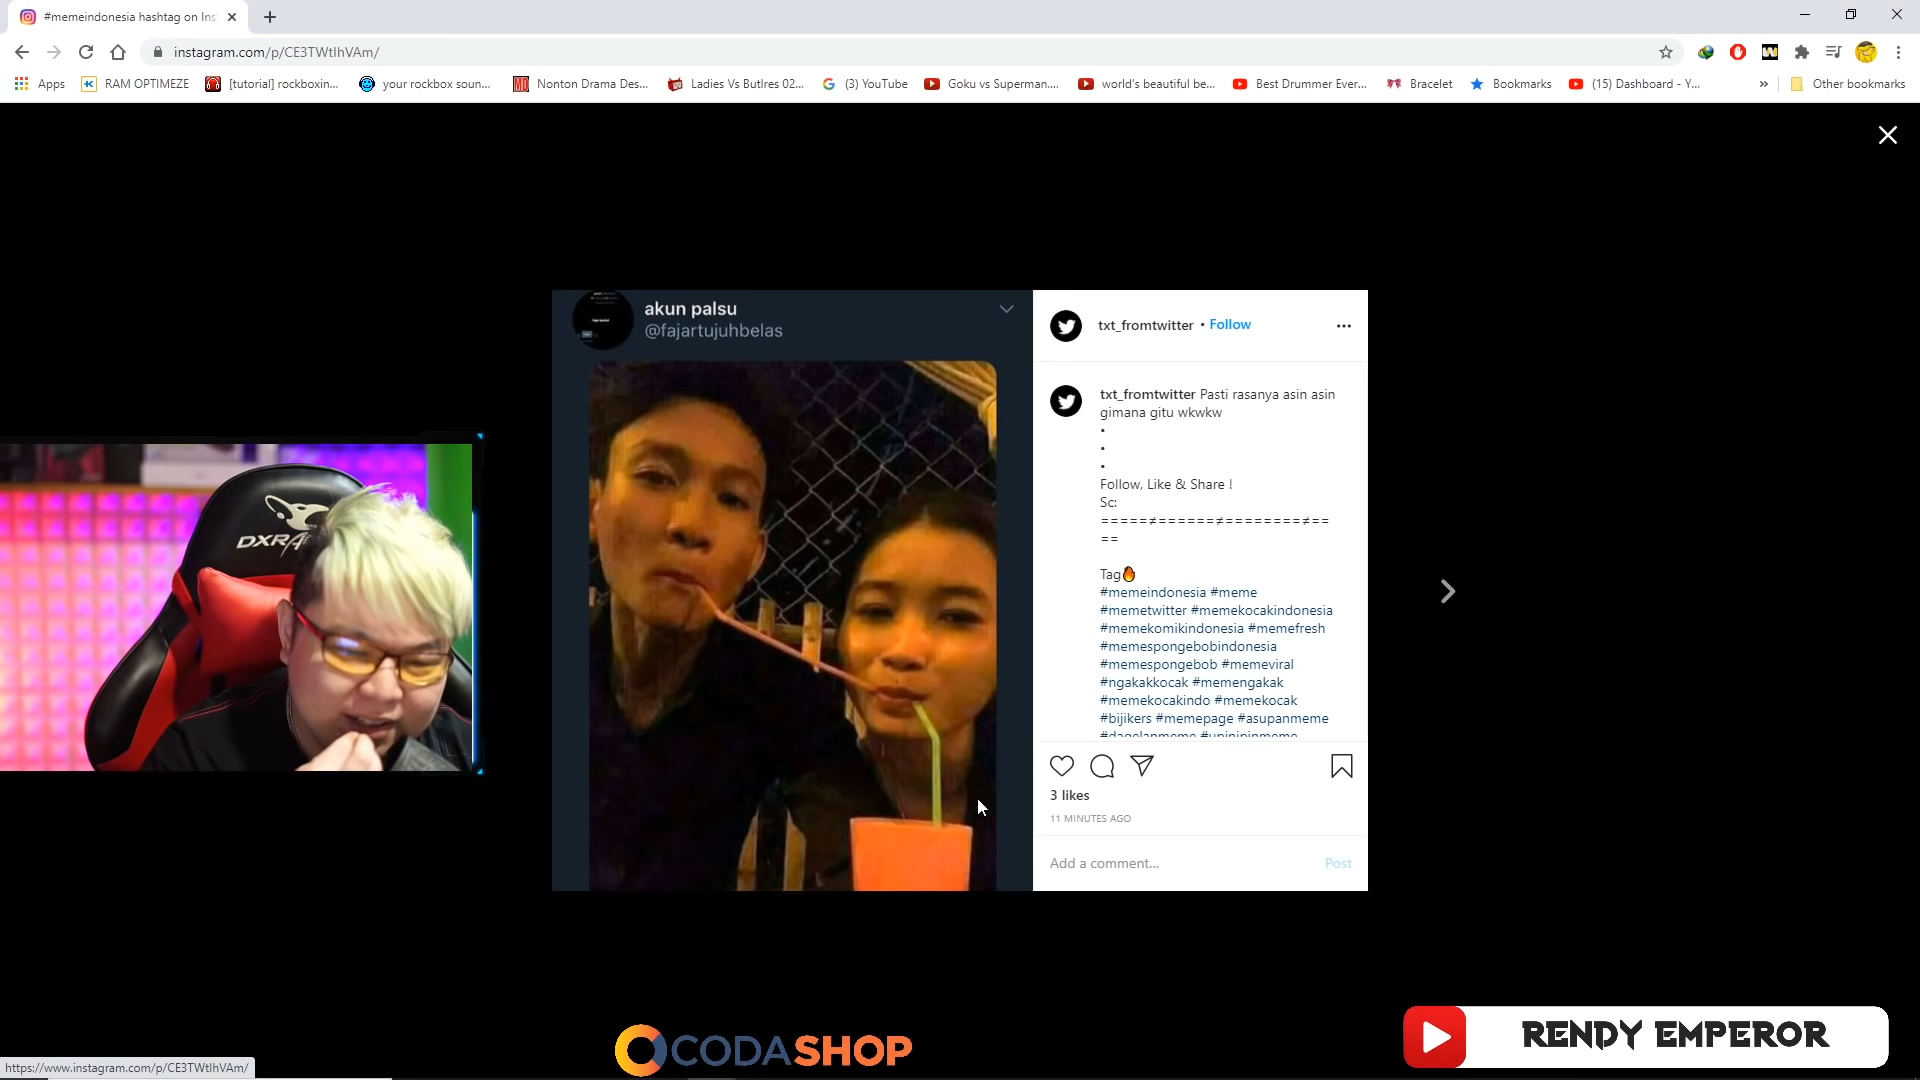 #memeindonesia hashtag on Ins
instagram.com/p/CE3TWtlhVAm/
Apps
RAM OPTIMEZE
[tutorial] rockboxin...
your rockbox soun...
Nonton Drama Des...
Ladies Vs Butlres 02...
(3) YouTube
Goku vs Superman....
world's beautiful be...
Best Drummer Ever...
Bracelet
Bookmarks
(15) Dashboard - Y...
»
Other bookmarks
akun palsu
@fajartujuhbelas
txt_fromtwitter • Follow
txt_fromtwitter Pasti rasanya asin asin
gimana gitu wkwkw
•
•
•
Follow, Like & Share !
Sc:
=====≠======≠=========≠==
==
Tag🔥
#memeindonesia #meme
#memetwitter #memekocakindonesia
#memekomikindonesia #memefresh
#memespongebobindonesia
#memespongebob #memeviral
#ngakakkocak #memengakak
#memekocakindo #memekocak
#bijikers #memepage #asupanmeme
#dagelanmeme #upinipinmeme
3 likes
11 MINUTES AGO
Add a comment...
Post
DXRA
CODASHOP
RENDY EMPEROR
https://www.instagram.com/p/CE3TWtlhVAm/